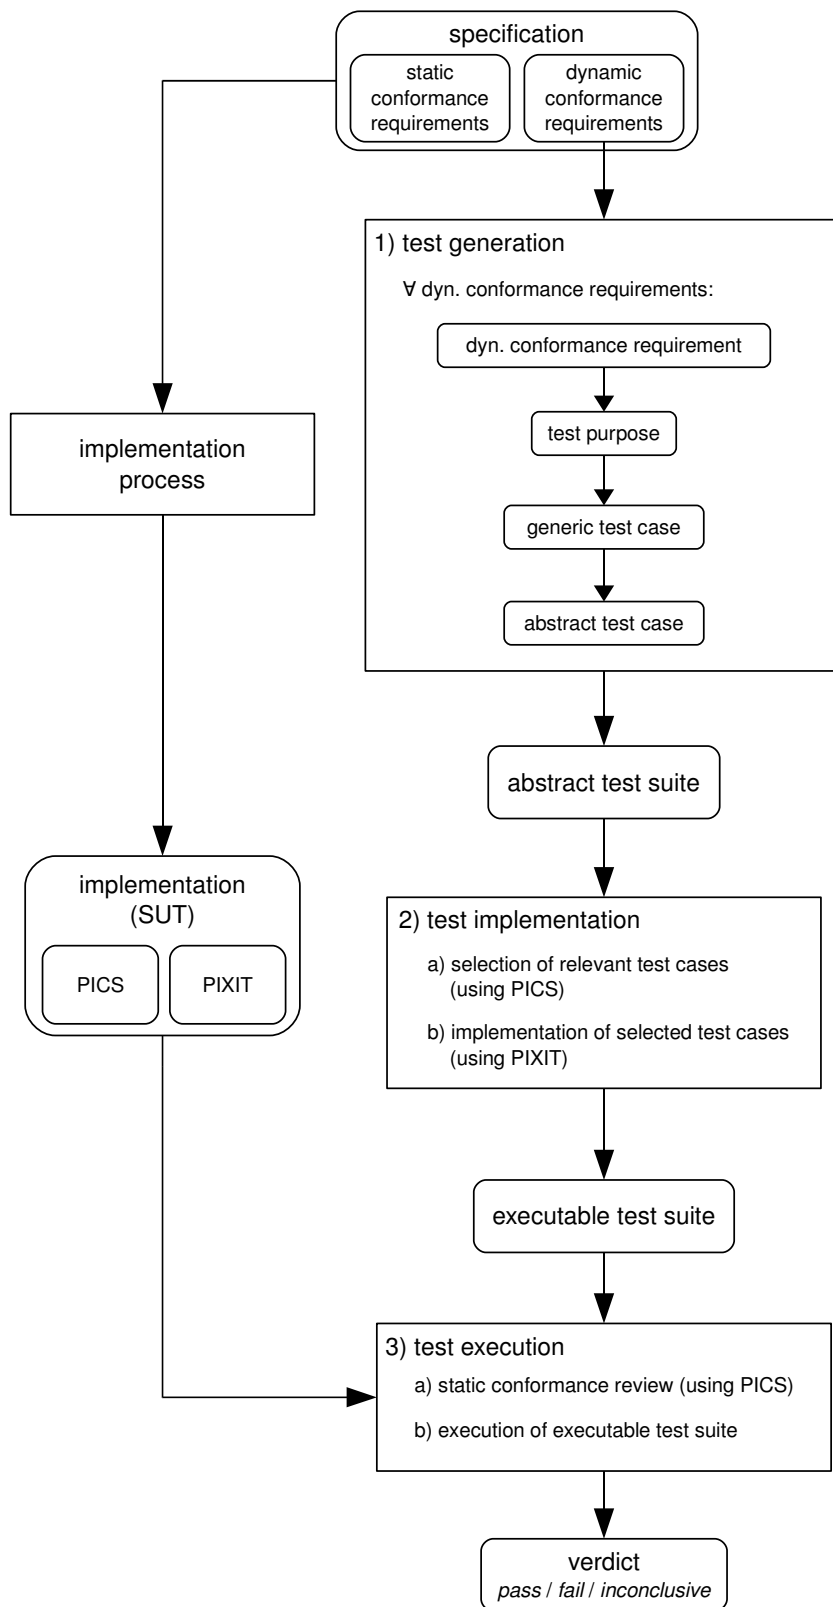 specification
static
conformance
requirements
dynamic
conformance
requirements
1) test generation
∀ dyn. conformance requirements:
dyn. conformance requirement
test purpose
generic test case
abstract test case
implementation
process
abstract test suite
implementation
(SUT)
PICS
PIXIT
2) test implementation
a) selection of relevant test cases
(using PICS)
b) implementation of selected test cases
(using PIXIT)
executable test suite
3) test execution
a) static conformance review (using PICS)
b) execution of executable test suite
verdict
pass / fail / inconclusive